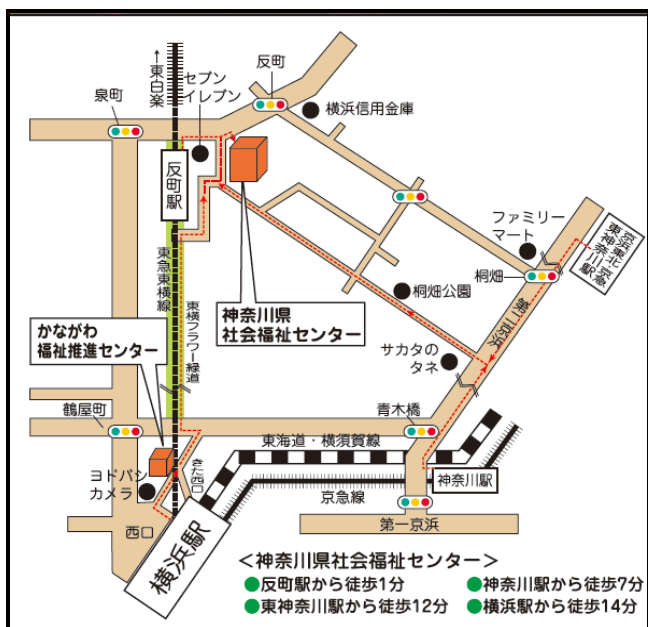 ←東白楽
セブン
イレブン
反町
泉町
横浜信用金庫
反町駅
ファミリー
マート
京浜東北・京急
東神奈川駅
桐畑
第二京浜
桐畑公園
神奈川県
社会福祉センター
東急東横線
東横フラワー緑道
かながわ
福祉推進センター
サカタの
タネ
鶴屋町
青木橋
東海道・横須賀線
ヨドバシ
カメラ
きた西口
京急線
神奈川駅
西口
横浜駅
第一京浜
＜神奈川県社会福祉センター＞
●反町駅から徒歩1分
●神奈川駅から徒歩7分
●東神奈川駅から徒歩12分
●横浜駅から徒歩14分